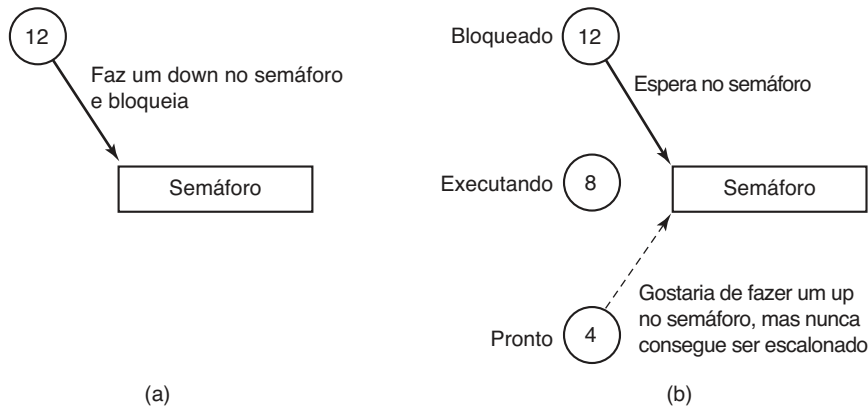 12
Faz um down no semáforo
e bloqueia
Semáforo
(a)
Bloqueado
12
Espera no semáforo
Executando
8
Semáforo
Gostaria de fazer um up
no semáforo, mas nunca
consegue ser escalonado
Pronto
4
(b)